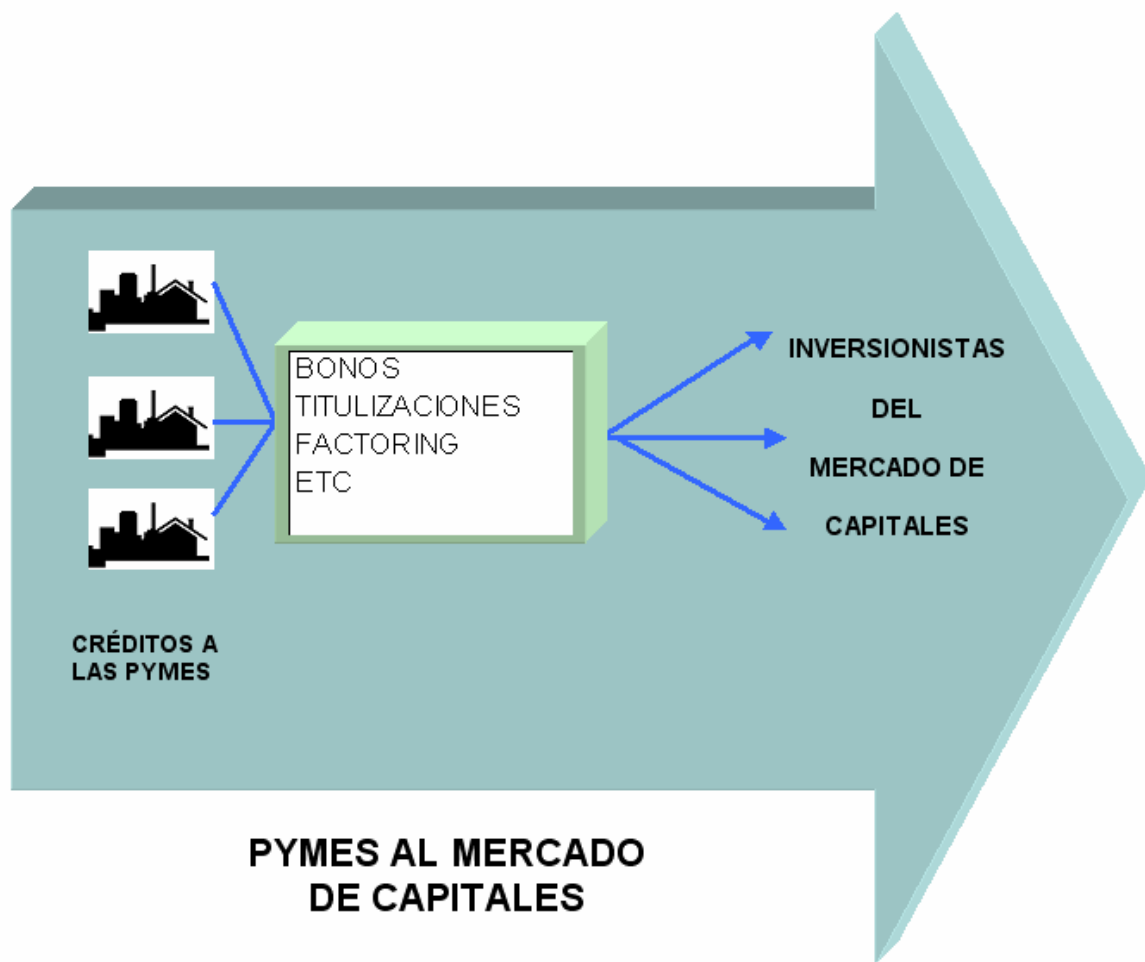 BONOS
TITULIZACIONES
FACTORING
ETC
INVERSIONISTAS
DEL
MERCADO DE
CAPITALES
CRÉDITOS A
LAS PYMES
PYMES AL MERCADO
DE CAPITALES